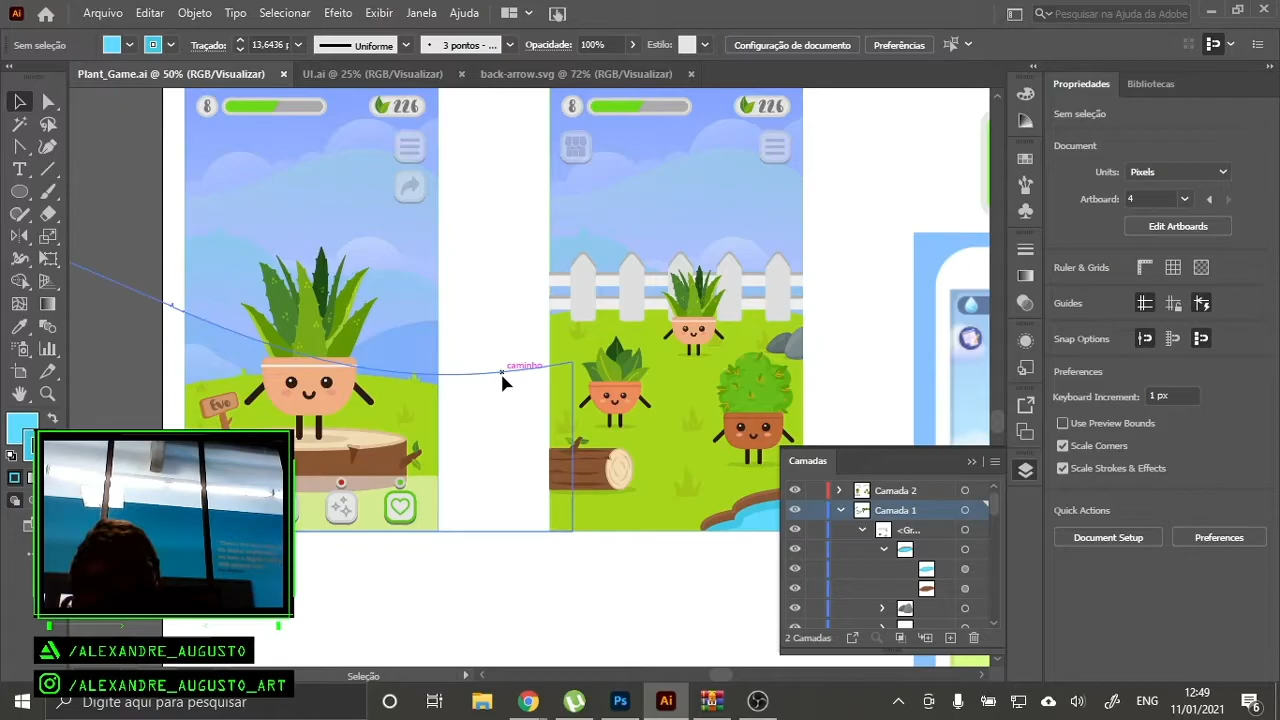 Ai
Arquivo Editar Objeto Tipo Selecionar Efeito Exibir Janela Ajuda
Pesquisar na Ajuda da Adobe
Sem seleção
Traçado: 13,6436 p
Uniforme
3 pontos - ...
Opacidade: 100%
Estilo:
Configuração de documento
Preferências
Plant_Game.ai @ 50% (RGB/Visualizar)
UI.ai @ 25% (RGB/Visualizar)
back-arrow.svg @ 72% (RGB/Visualizar)
Propriedades
Bibliotecas
8
226
8
226
Sem seleção
Document
Units: Pixels
Artboard: 4
Edit Artboards
Ruler & Grids
Guides
Snap Options
Preferences
Keyboard Increment: 1 px
Use Preview Bounds
Scale Corners
Scale Strokes & Effects
Quick Actions
Document Setup
Preferences
caminho
Evo
Camadas
Camada 2
Camada 1
<Gr...
2 Camadas
/ALEXANDRE_AUGUSTO
/ALEXANDRE_AUGUSTO_ART
Seleção
Digite aqui para pesquisar
Ps
Ai
ENG
12:49
11/01/2021
6